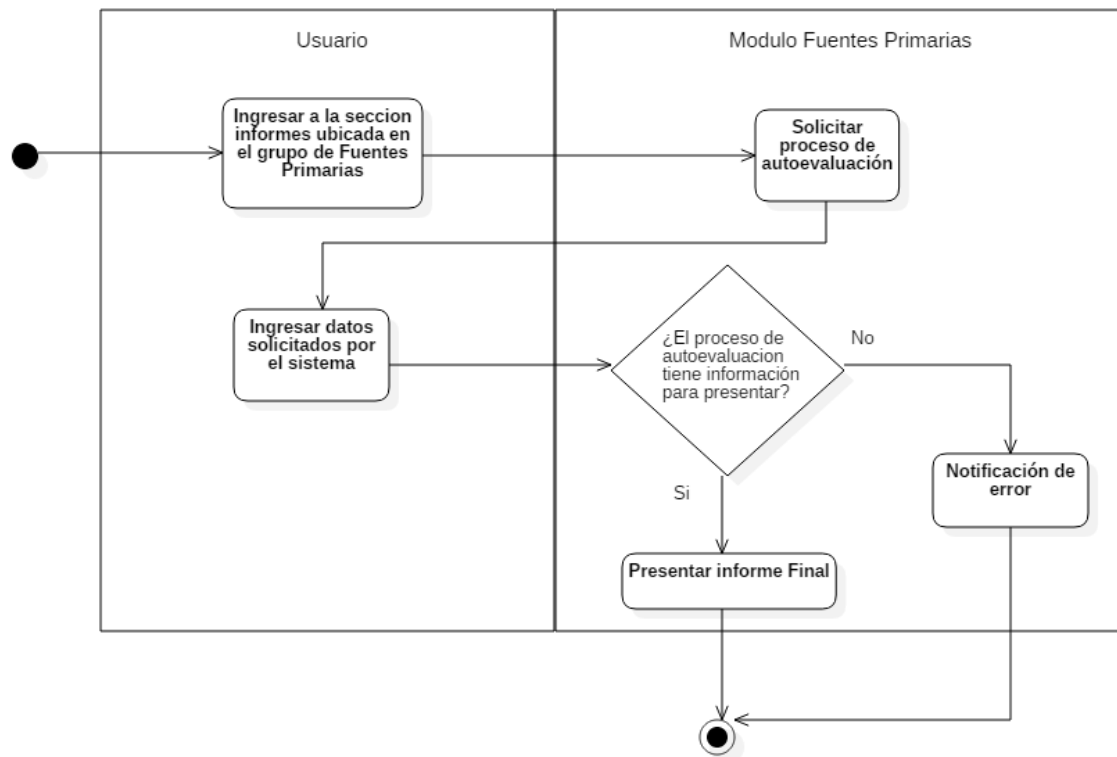 Usuario
Modulo Fuentes Primarias
Ingresar a la seccion
informes ubicada en
el grupo de Fuentes
Primarias
Solicitar
proceso de
autoevaluación
Ingresar datos
solicitados por
el sistema
¿El proceso de
autoevaluacion
tiene información
para presentar?
No
Notificación de
error
Si
Presentar informe Final